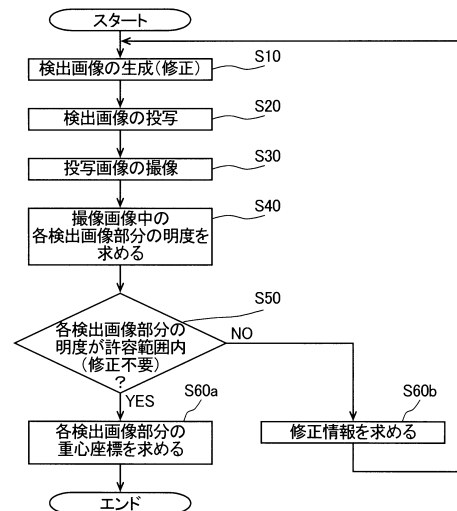 スタート
検出画像の生成(修正)
S10
検出画像の投写
S20
投写画像の撮像
S30
撮像画像中の
各検出画像部分の明度を
求める
S40
各検出画像部分の
明度が許容範囲内
(修正不要)
?
S50
NO
YES
各検出画像部分の
重心座標を求める
S60a
修正情報を求める
S60b
エンド